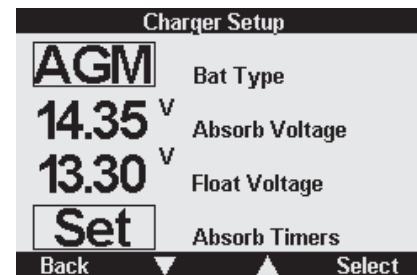 Charger Setup
AGM Bat Type
14.35 V Absorb Voltage
13.30 V Float Voltage
Set Absorb Timers
Back ▼ ▲ Select